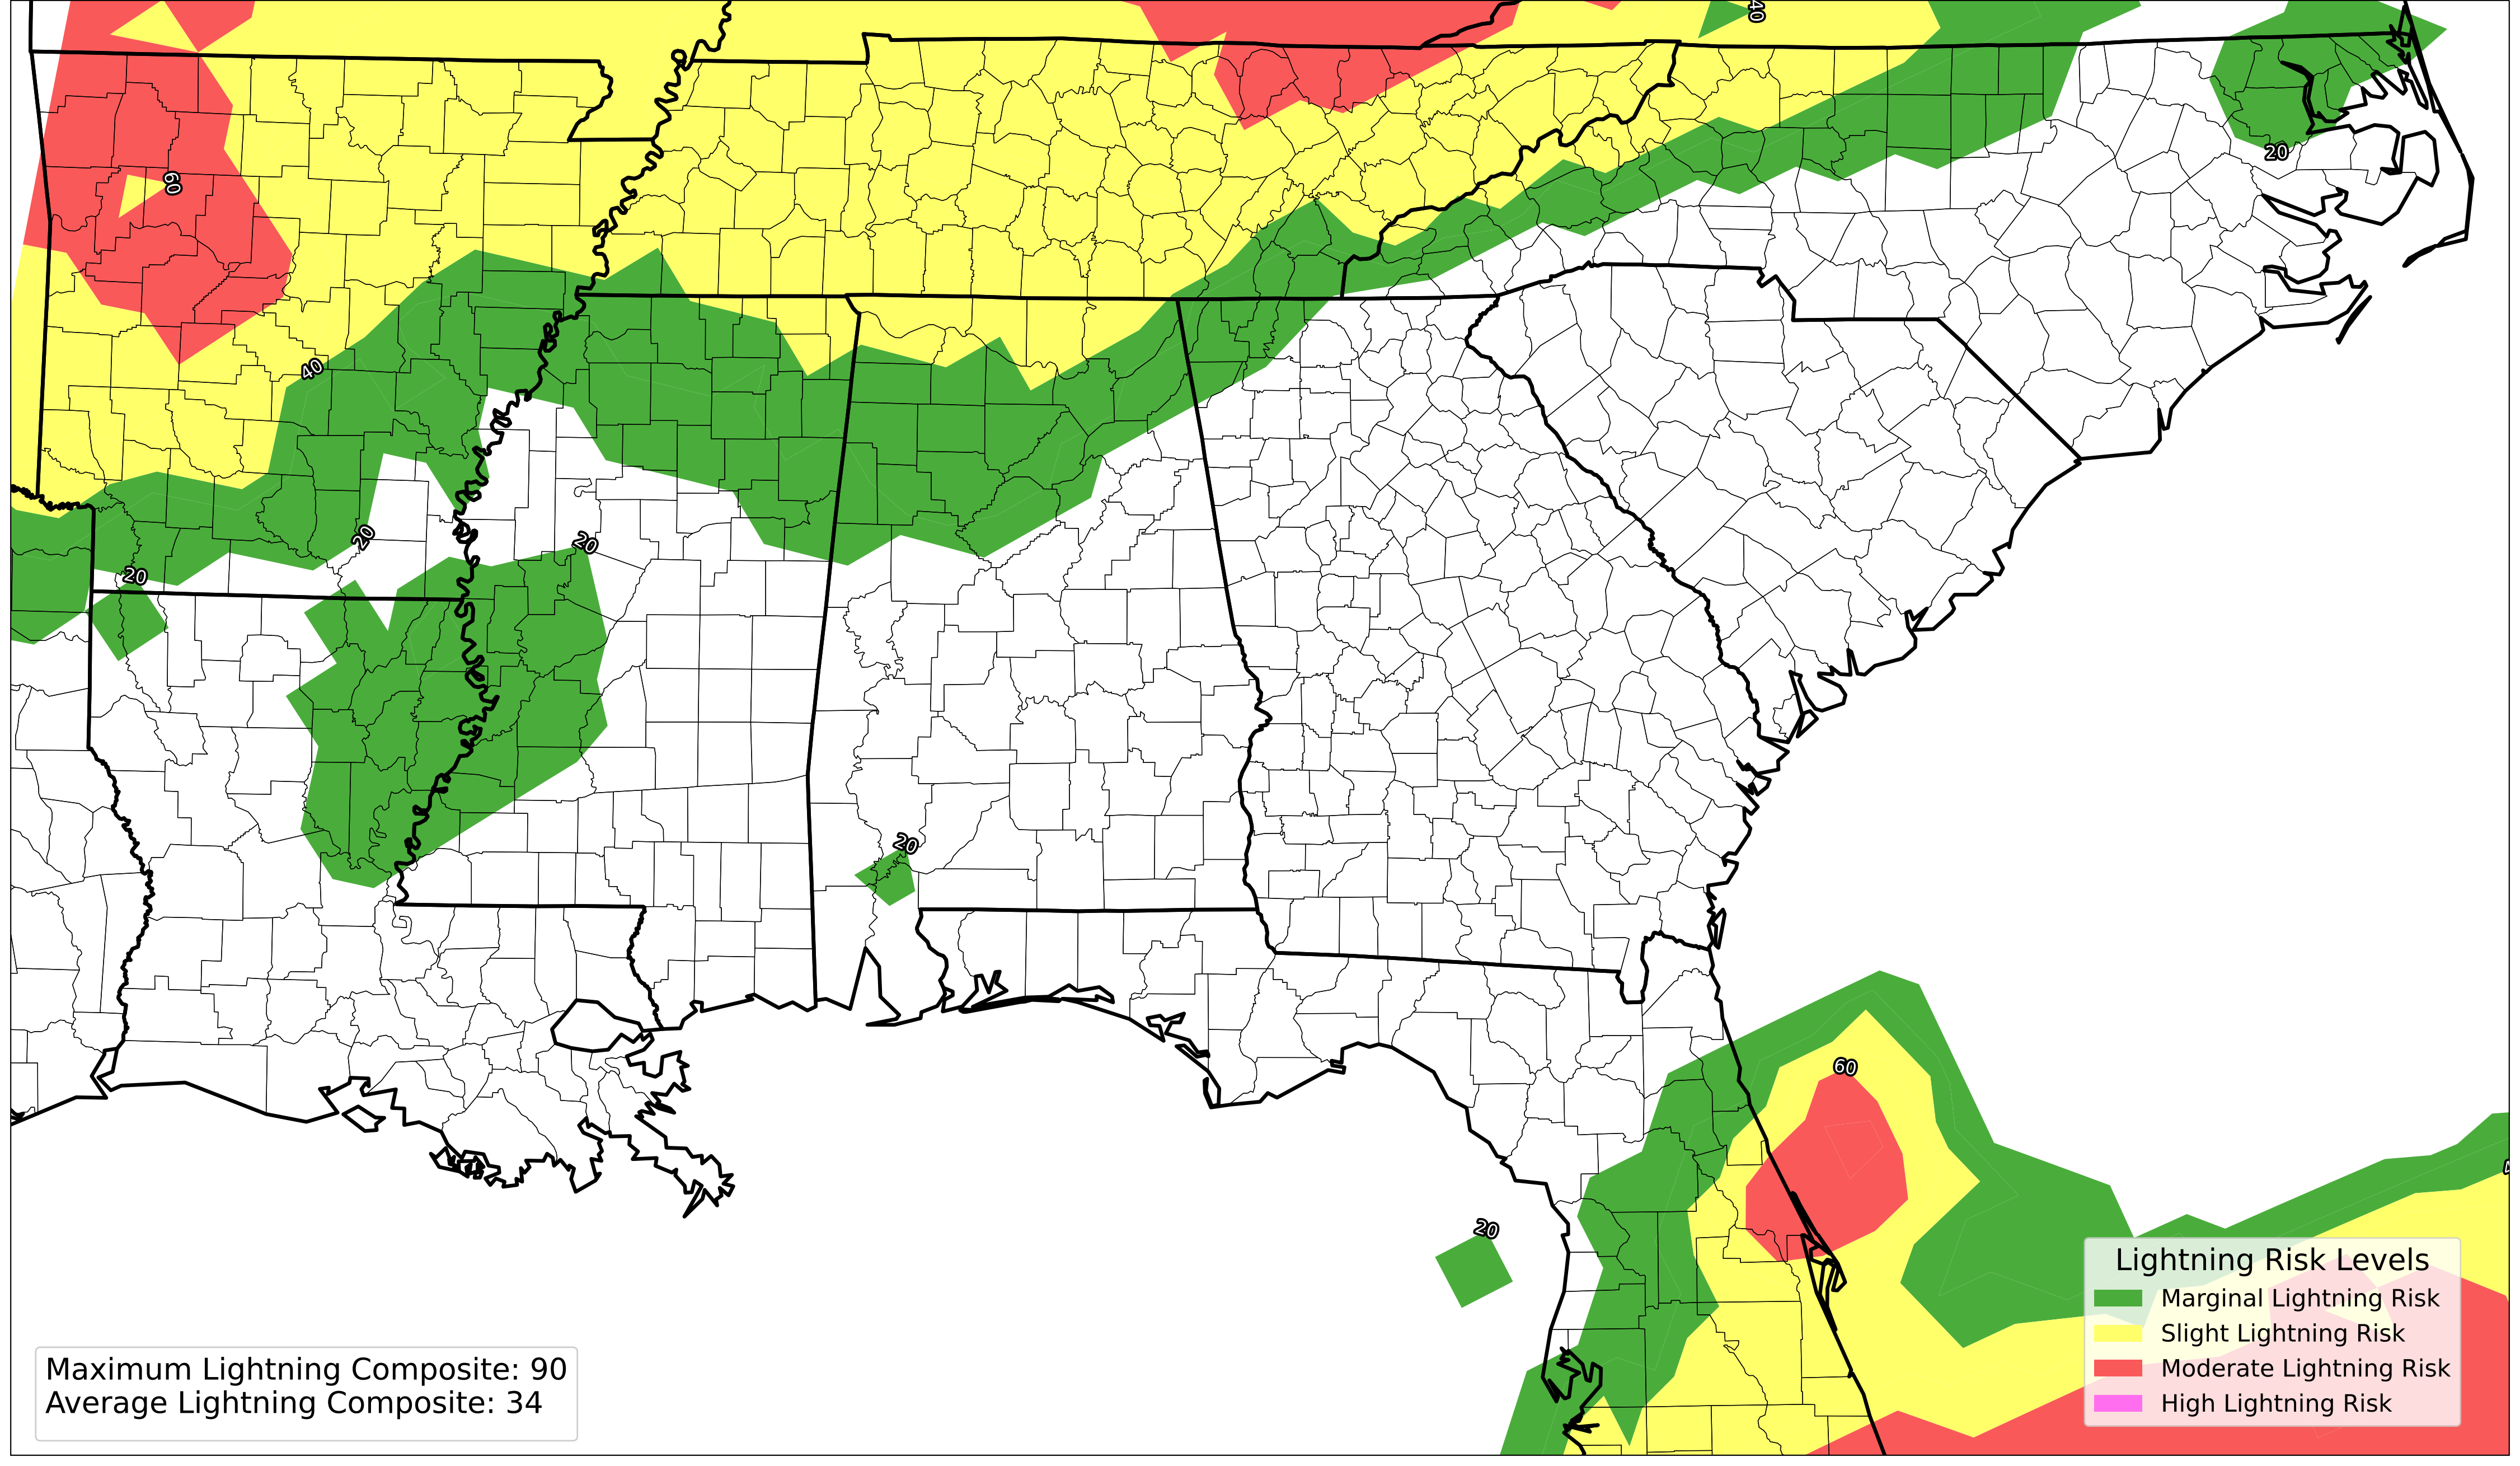 40
20
60
40
20
20
20
20
60
20
Lightning Risk Levels
Marginal Lightning Risk
Slight Lightning Risk
Moderate Lightning Risk
High Lightning Risk
Maximum Lightning Composite: 90
Average Lightning Composite: 34